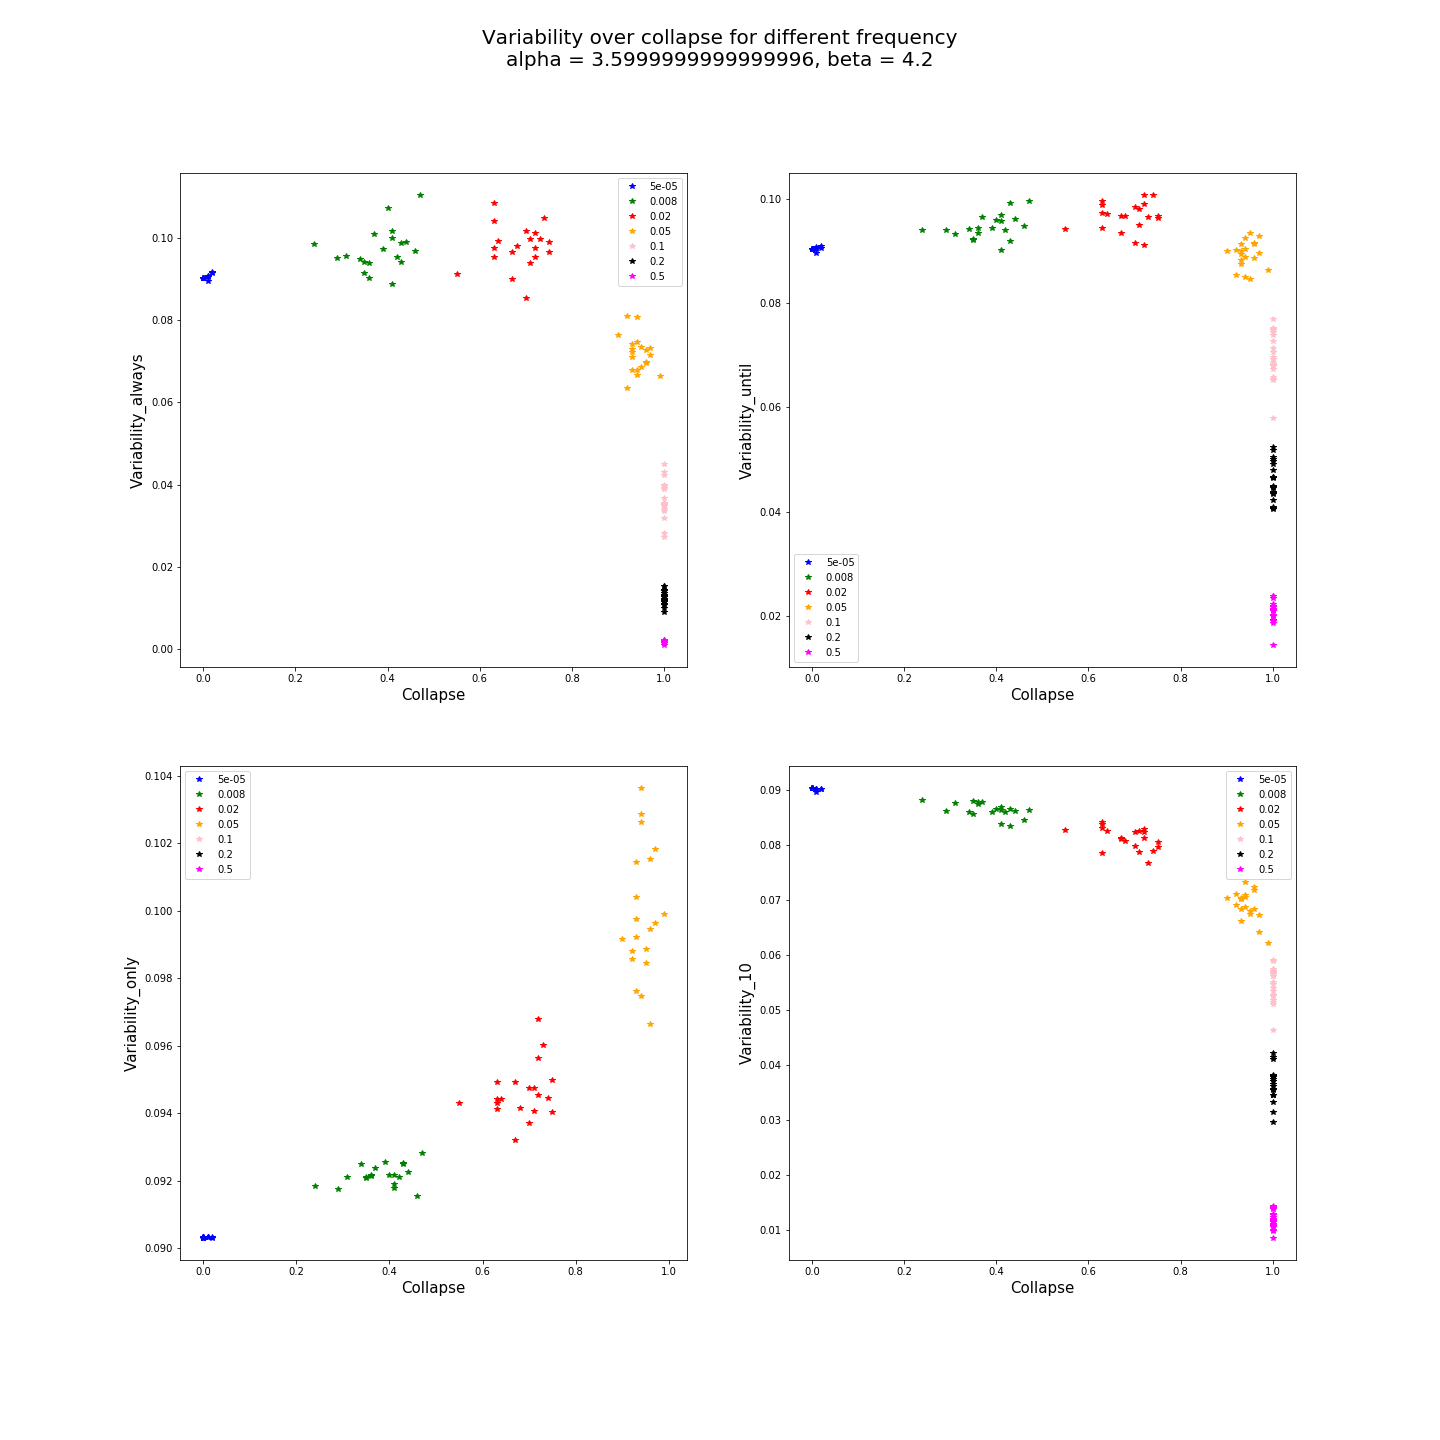 Variability over collapse for different frequency
alpha = 3.5999999999999996, beta = 4.2
5e-05
0.008
0.02
0.05
0.1
0.2
0.5
0.10
0.08
0.06
0.04
0.02
0.00
Variability_always
0.0 0.2 0.4 0.6 0.8 1.0
Collapse
0.10
0.08
0.06
0.04
0.02
Variability_until
5e-05
0.008
0.02
0.05
0.1
0.2
0.5
0.0 0.2 0.4 0.6 0.8 1.0
Collapse
5e-05
0.008
0.02
0.05
0.1
0.2
0.5
0.104
0.102
0.100
0.098
0.096
0.094
0.092
0.090
Variability_only
0.0 0.2 0.4 0.6 0.8 1.0
Collapse
5e-05
0.008
0.02
0.05
0.1
0.2
0.5
0.09
0.08
0.07
0.06
0.05
0.04
0.03
0.02
0.01
Variability_10
0.0 0.2 0.4 0.6 0.8 1.0
Collapse